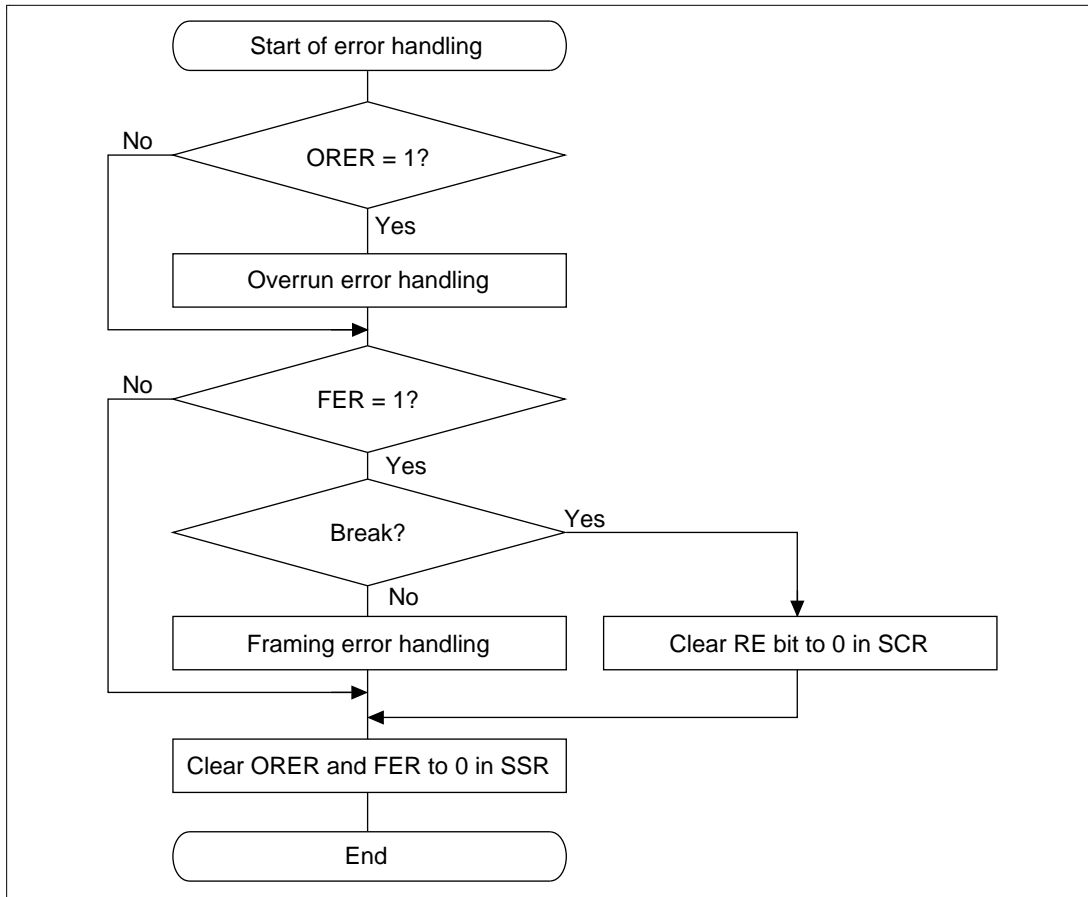 Start of error handling
No
ORER = 1?
Yes
Overrun error handling
No
FER = 1?
Yes
Break?
Yes
No
Framing error handling
Clear RE bit to 0 in SCR
Clear ORER and FER to 0 in SSR
End